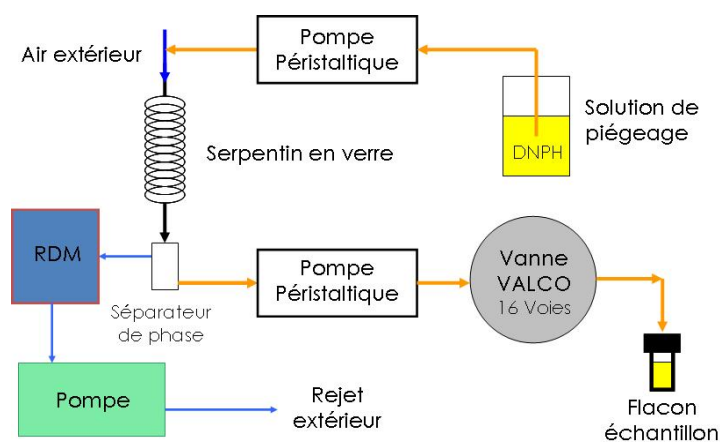 Air extérieur
Pompe
Péristaltique
DNPH
Solution de
piégeage
Serpentin en verre
RDM
Séparateur
de phase
Pompe
Péristaltique
Vanne
VALCO
16 Voies
Pompe
Rejet
extérieur
Flacon
échantillon